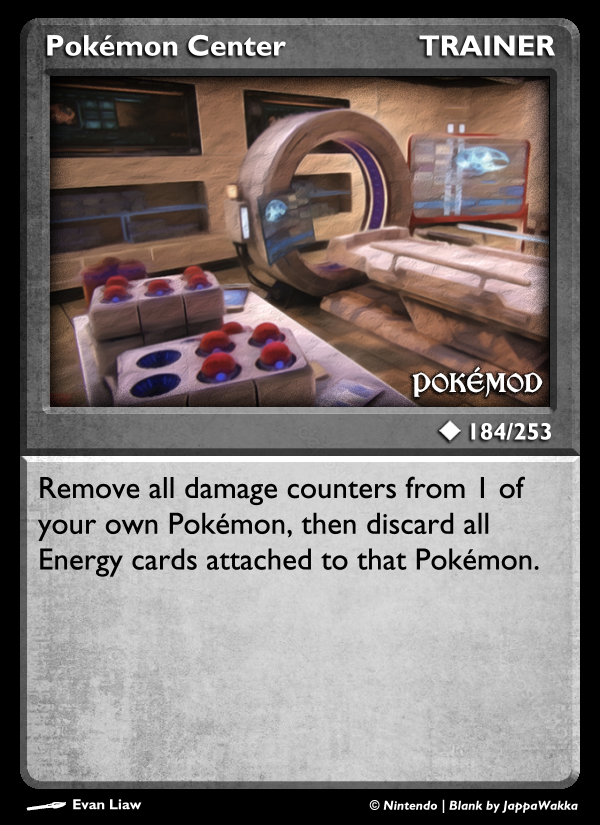 Pokémon Center TRAINER
POKÉMOD
184/253
Remove all damage counters from 1 of
your own Pokémon, then discard all
Energy cards attached to that Pokémon.
Evan Liaw © Nintendo | Blank by JappaWakka